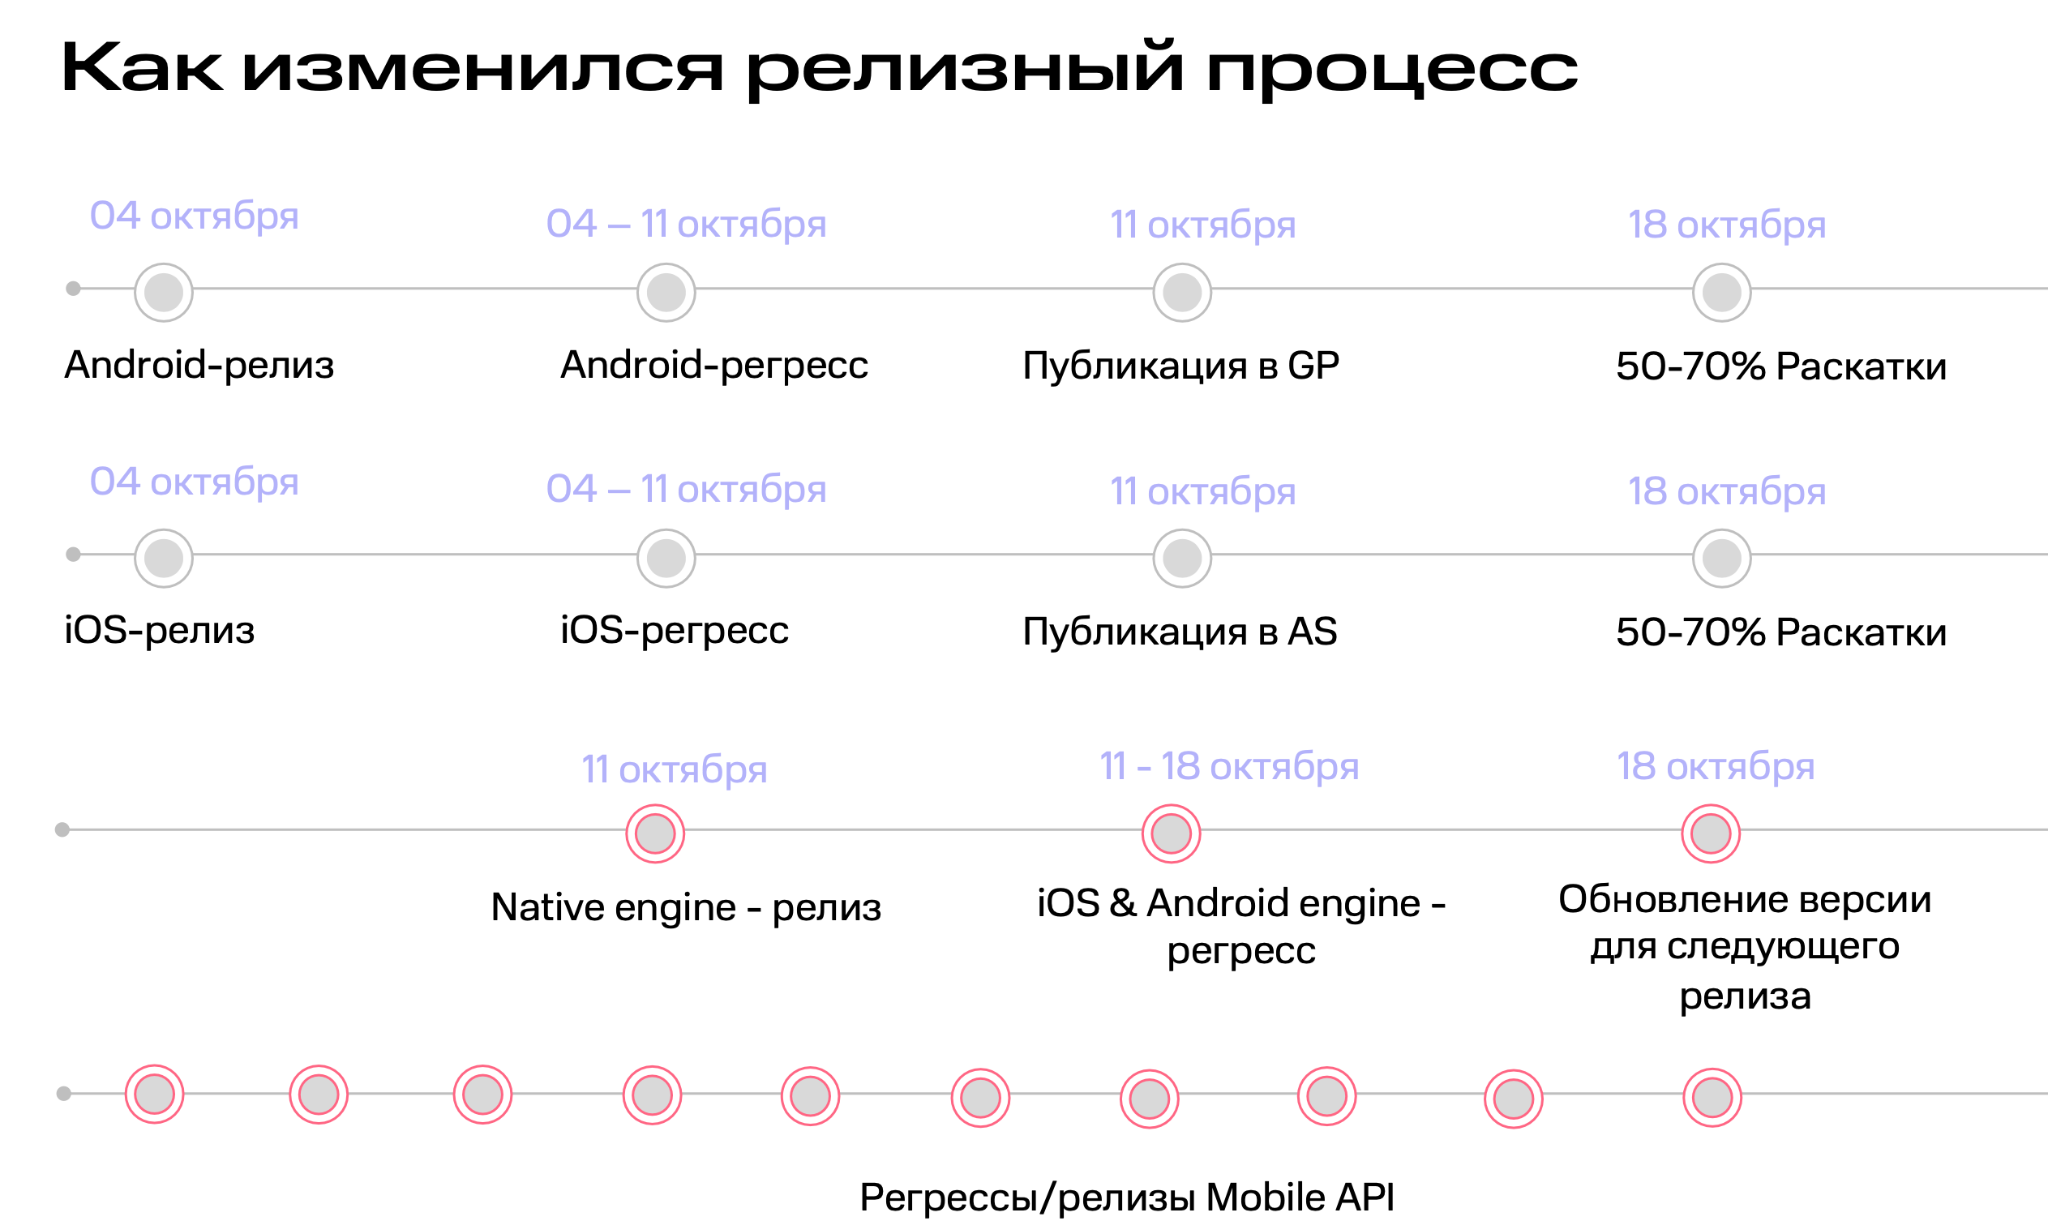 Как изменился релизный процесс
04 октября
04 – 11 октября
11 октября
18 октября
Android-релиз
Android-регресс
Публикация в GP
50-70% Раскатки
04 октября
04 – 11 октября
11 октября
18 октября
iOS-релиз
iOS-регресс
Публикация в AS
50-70% Раскатки
11 октября
11 - 18 октября
18 октября
Native engine - релиз
iOS & Android engine -
регресс
Обновление версии
для следующего
релиза
Регрессы/релизы Mobile API